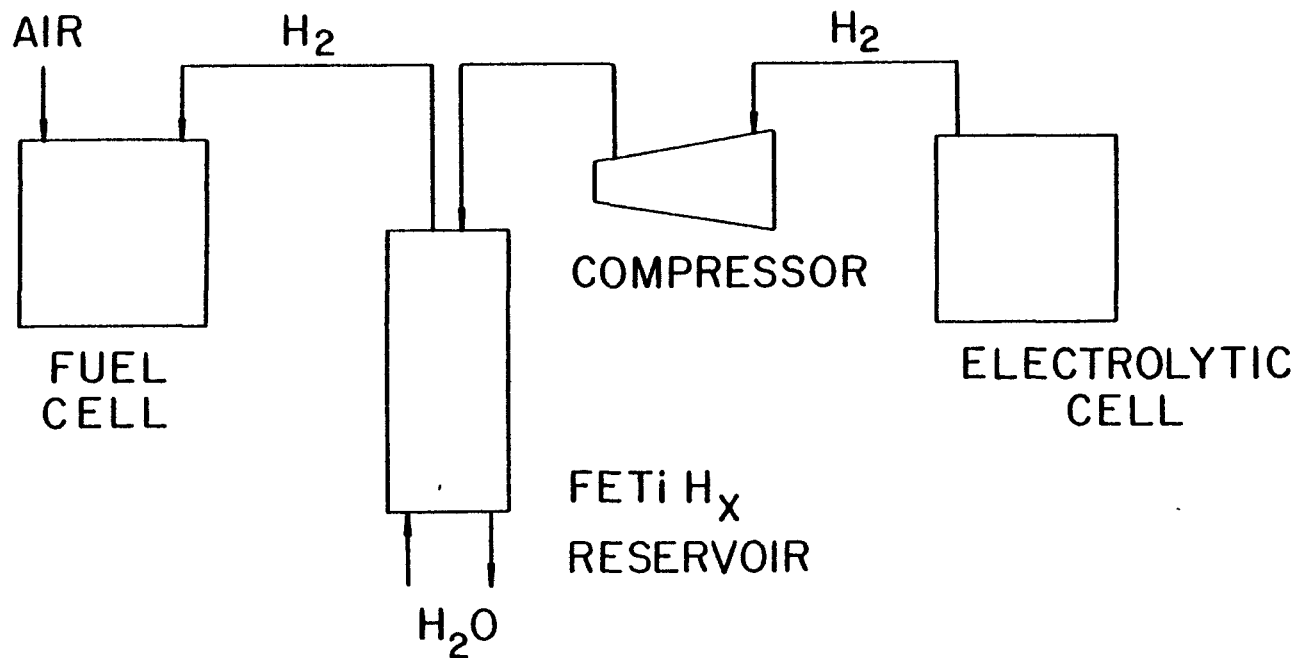 AIR
H₂
H₂
COMPRESSOR
FUEL
CELL
ELECTROLYTIC
CELL
FETi Hₓ
RESERVOIR
H₂O